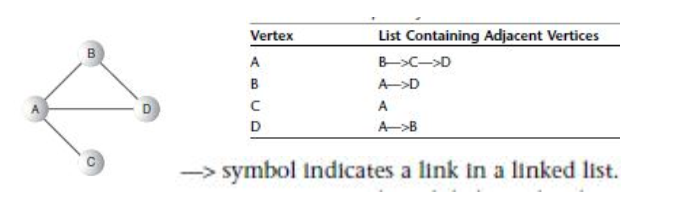 Vertex List Containing Adjacent Vertices
A B—>C—>D
B A—>D
C A
D A—>B
B
A D
C
—> symbol indicates a link in a linked list.